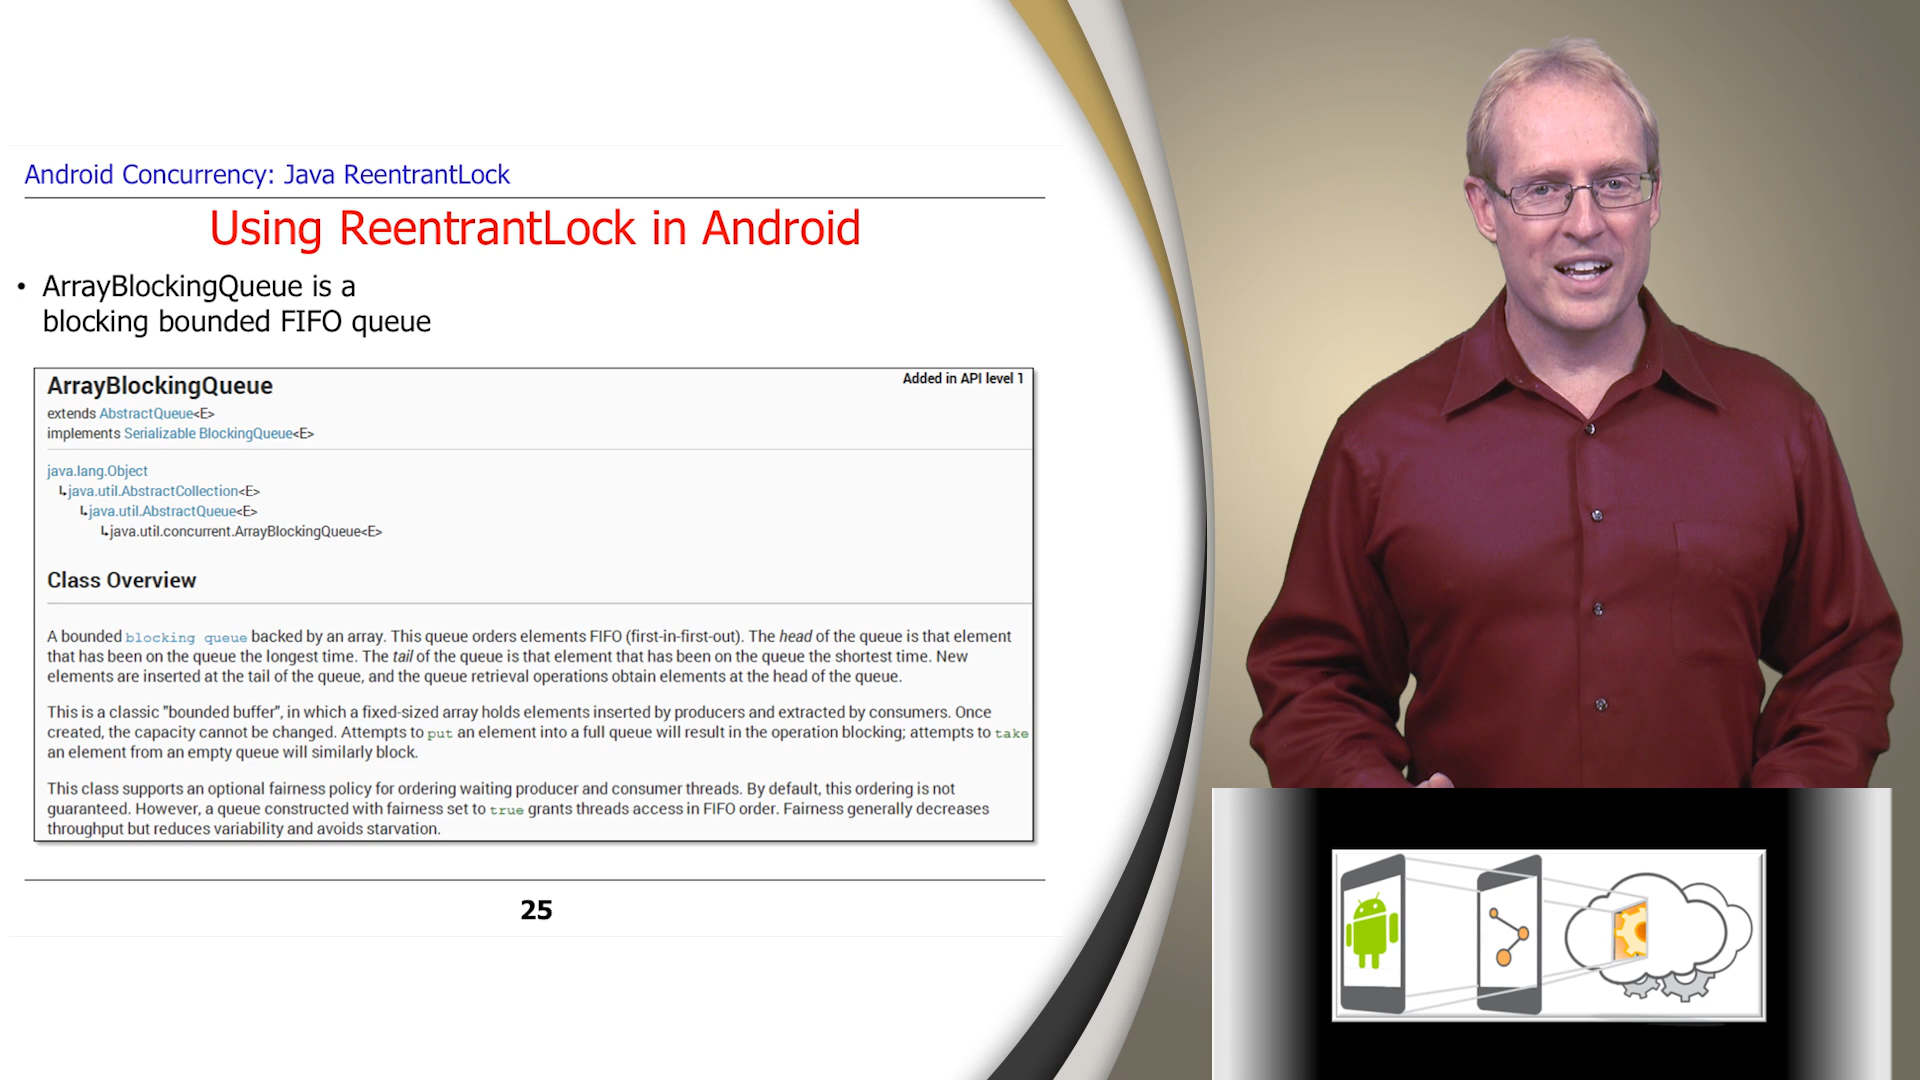 Android Concurrency: Java ReentrantLock
Using ReentrantLock in Android
• ArrayBlockingQueue is a
blocking bounded FIFO queue
ArrayBlockingQueue
Added in API level 1
extends AbstractQueue<E>
implements Serializable BlockingQueue<E>
java.lang.Object
↳java.util.AbstractCollection<E>
↳java.util.AbstractQueue<E>
↳java.util.concurrent.ArrayBlockingQueue<E>
Class Overview
A bounded blocking queue backed by an array. This queue orders elements FIFO (first-in-first-out). The head of the queue is that element
that has been on the queue the longest time. The tail of the queue is that element that has been on the queue the shortest time. New
elements are inserted at the tail of the queue, and the queue retrieval operations obtain elements at the head of the queue.
This is a classic "bounded buffer", in which a fixed-sized array holds elements inserted by producers and extracted by consumers. Once
created, the capacity cannot be changed. Attempts to put an element into a full queue will result in the operation blocking; attempts to take
an element from an empty queue will similarly block.
This class supports an optional fairness policy for ordering waiting producer and consumer threads. By default, this ordering is not
guaranteed. However, a queue constructed with fairness set to true grants threads access in FIFO order. Fairness generally decreases
throughput but reduces variability and avoids starvation.
25